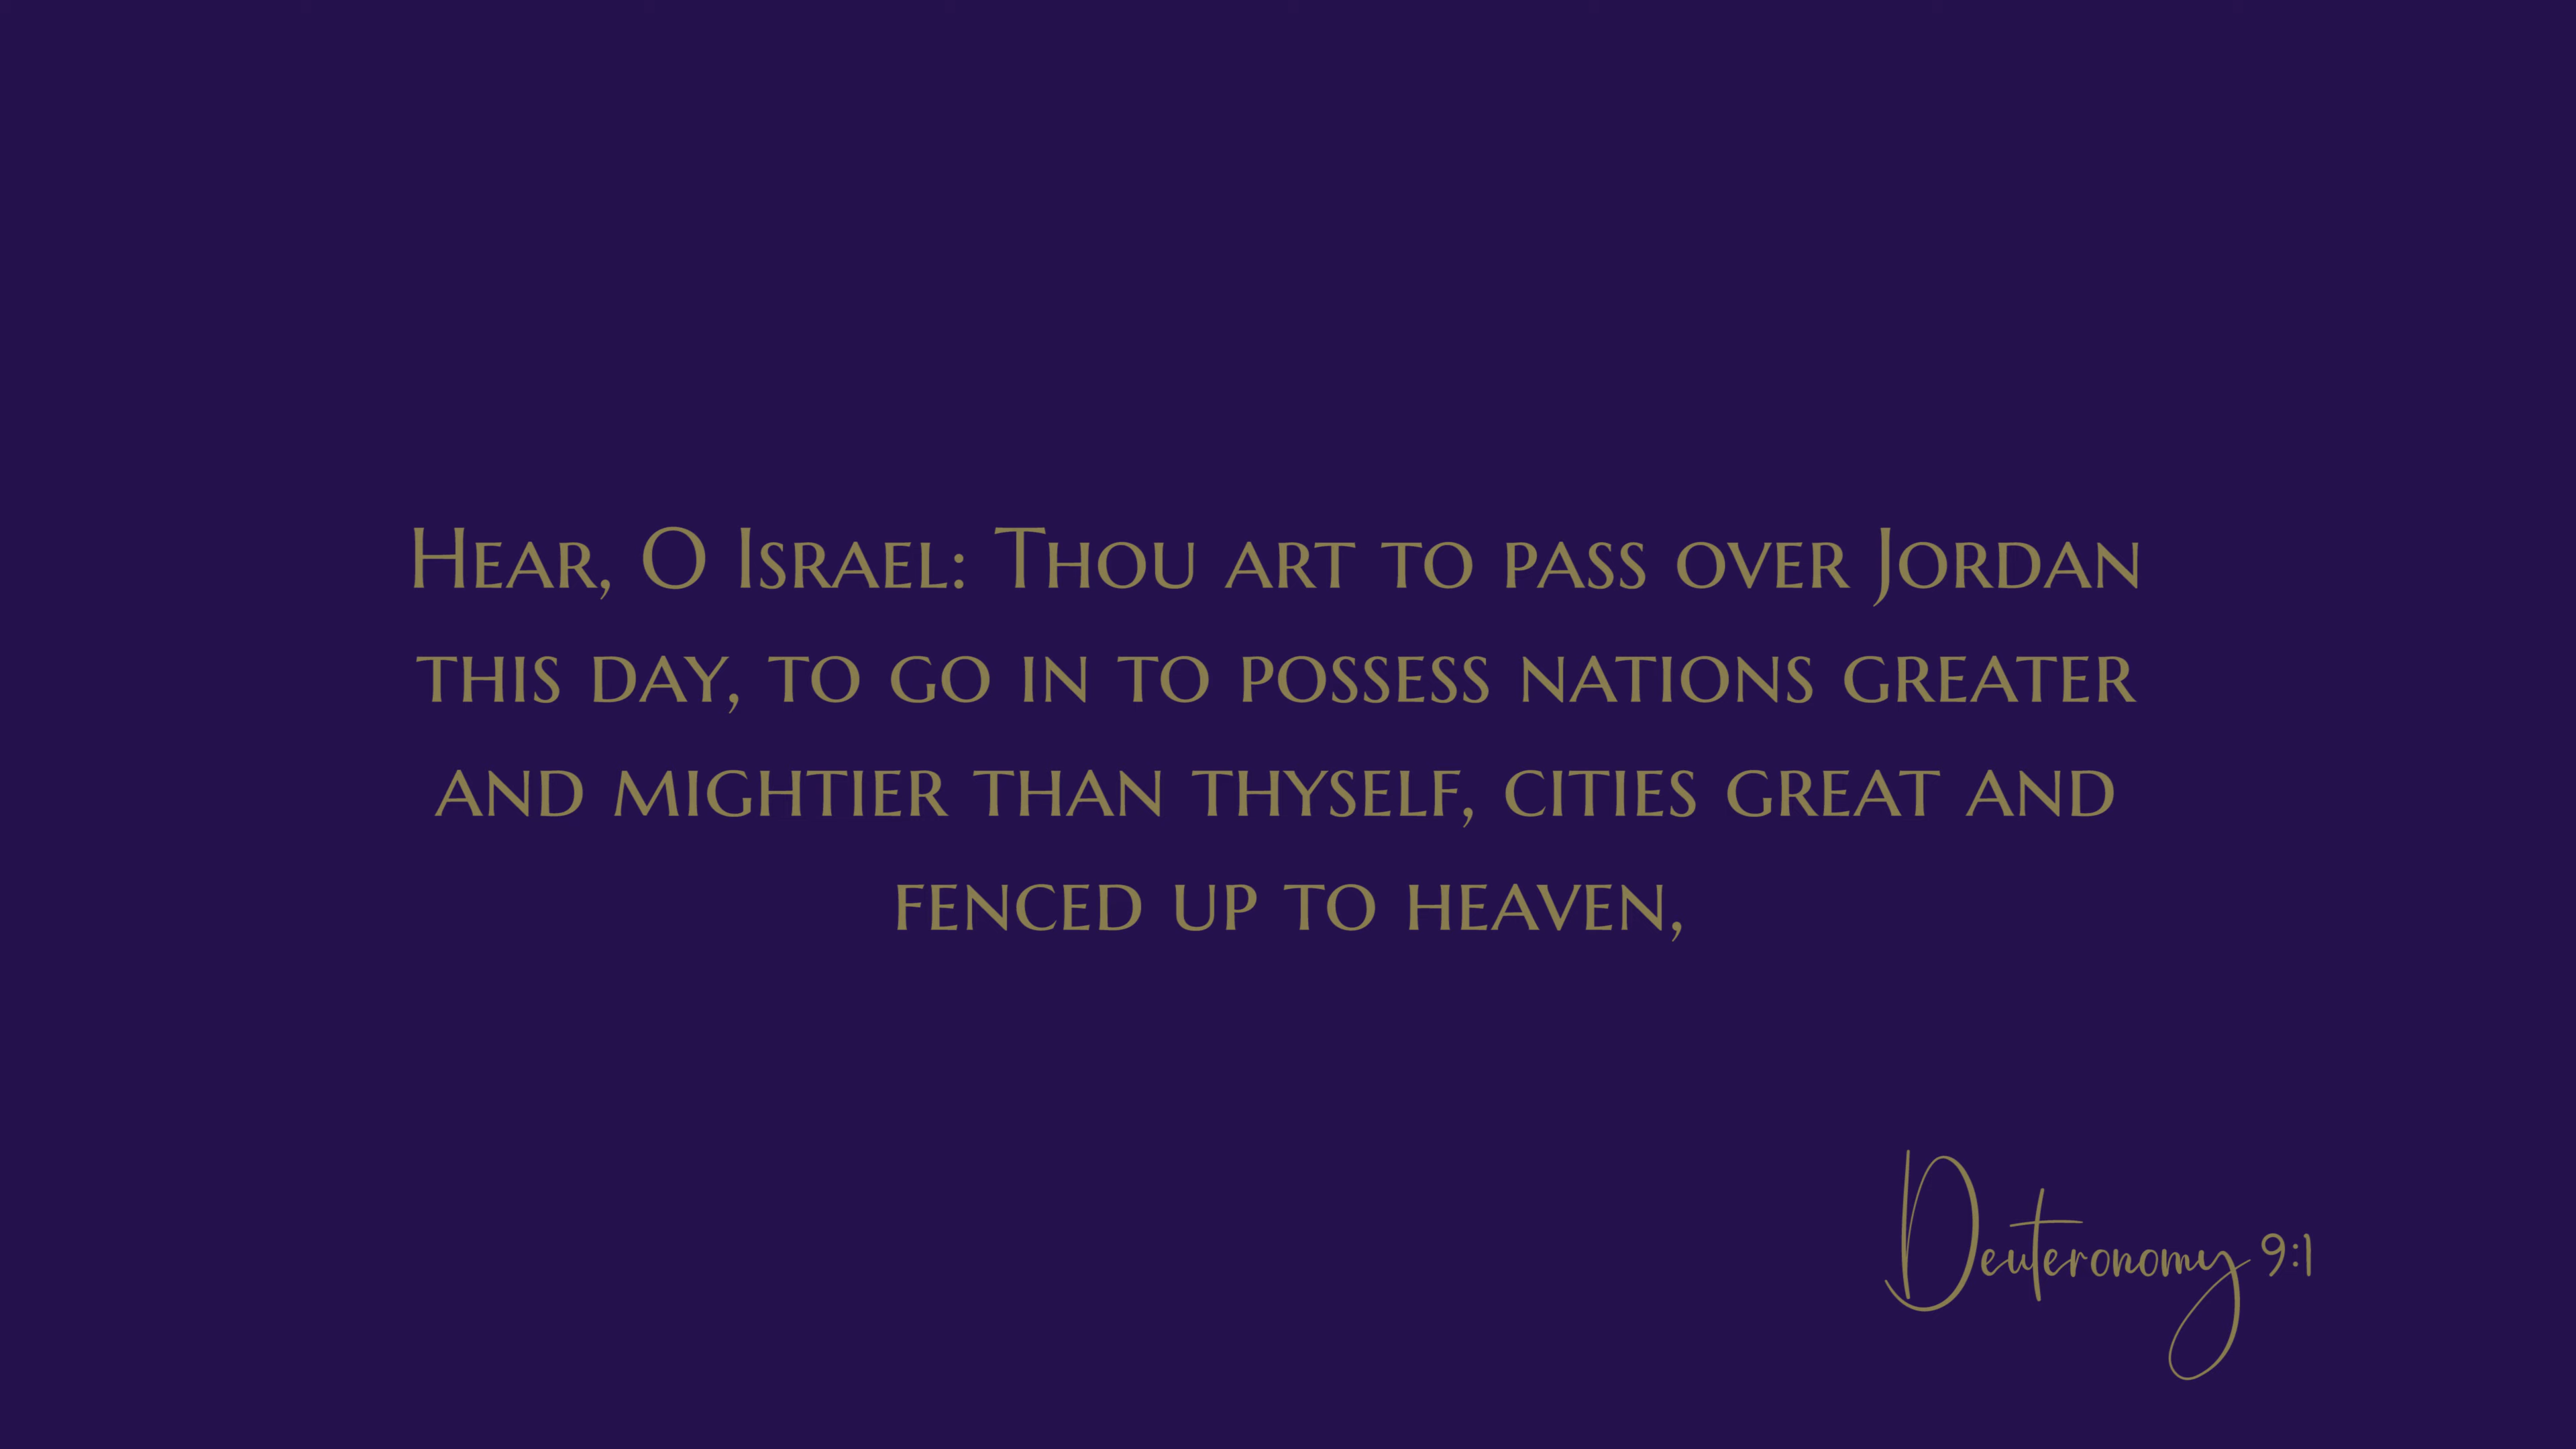 Hear, O Israel: Thou art to pass over Jordan
this day, to go in to possess nations greater
and mightier than thyself, cities great and
fenced up to heaven,
Deuteronomy 9:1